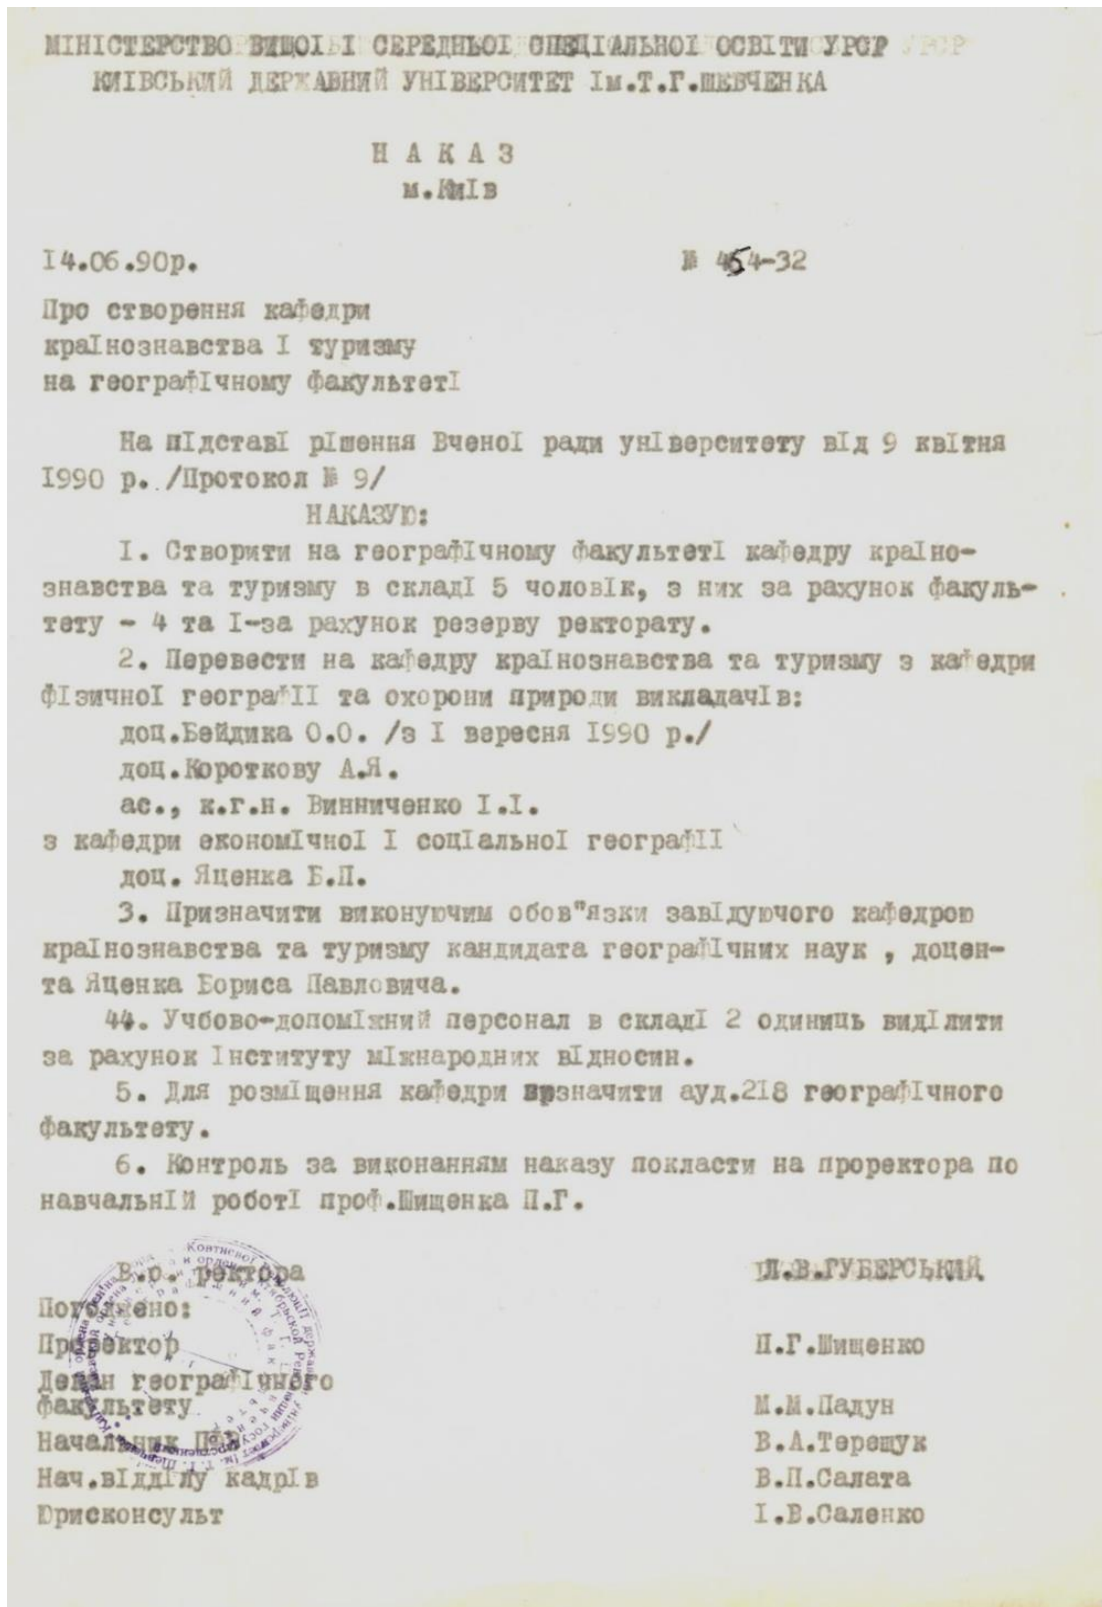 МІНІСТЕРСТВО ВИЩОЇ І СЕРЕДНЬОЇ СПЕЦІАЛЬНОЇ ОСВІТИ УРСР
КИЇВСЬКИЙ ДЕРЖАВНИЙ УНІВЕРСИТЕТ Ім.Т.Г.ШЕВЧЕНКА
Н А К А З
м.Київ
І4.06.90р.
№ 454-32
Про створення кафедри
країнознавства і туризму
на географічному факультеті
На підставі рішення Вченої ради університету від 9 квітня
І990 р. /Протокол № 9/
НАКАЗУЮ:
І. Створити на географічному факультеті кафедру країно-
знавства та туризму в складі 5 чоловік, з них за рахунок факуль-
тету - 4 та І-за рахунок резерву ректорату.
2. Перевести на кафедру країнознавства та туризму з кафедри
фізичної географії та охорони природи викладачів:
доц.Бейдика О.О. /з І вересня І990 р./
доц.Короткову А.Я.
ас., к.г.н. Винниченко І.І.
з кафедри економічної і соціальної географії
доц. Яценка Б.П.
3. Призначити виконуючим обов"язки завідуючого кафедрою
країнознавства та туризму кандидата географічних наук , доцен-
та Яценка Бориса Павловича.
44. Учбово-допоміжний персонал в складі 2 одиниць виділити
за рахунок Інституту міжнародних відносин.
5. Для розміщення кафедри визначити ауд.2І8 географічного
факультету.
6. Контроль за виконанням наказу покласти на проректора по
навчальній роботі проф.Шищенка П.Г.
В.о. ректора
Л.В.ГУБЕРСЬКИЙ
Погоджено:
Проректор
П.Г.Шищенко
Декан географічного
факультету
М.М.Падун
Начальник ПФВ
В.А.Терещук
Нач.відділу кадрів
В.П.Салата
Юрисконсульт
І.В.Саленко